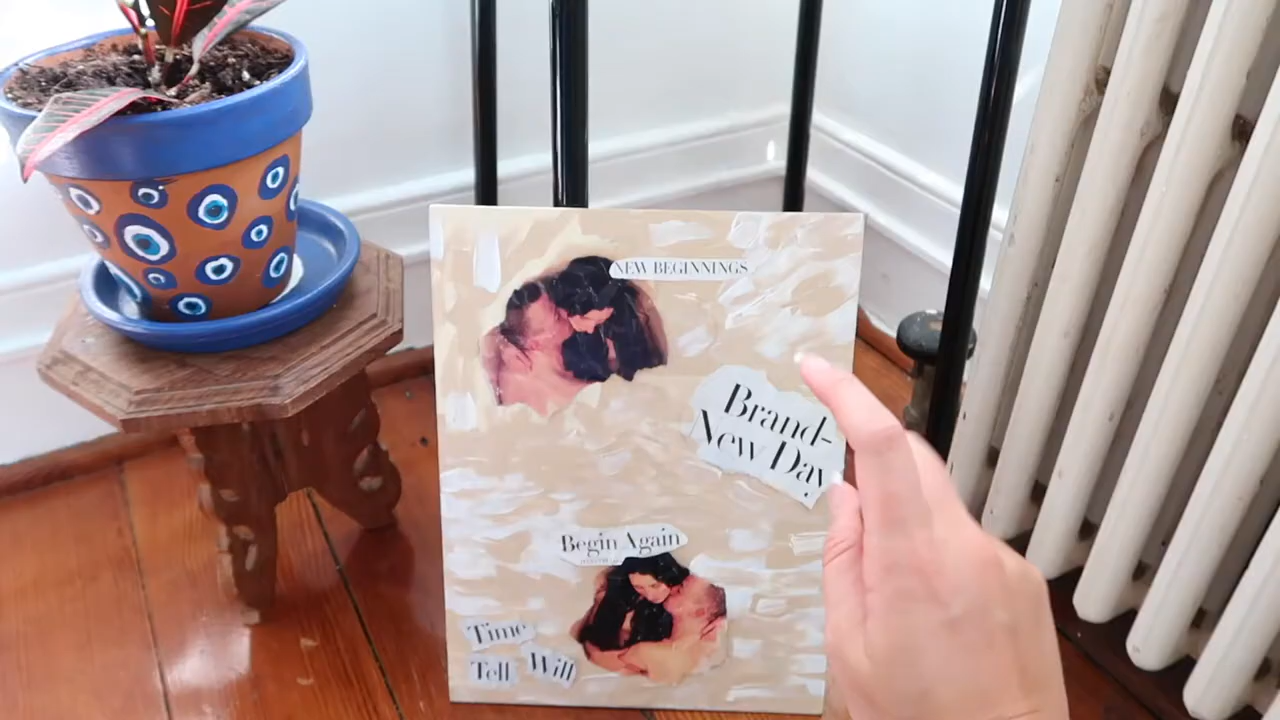 NEW BEGINNINGS
Brand-
New Day
Begin Again
Time
Tell Will